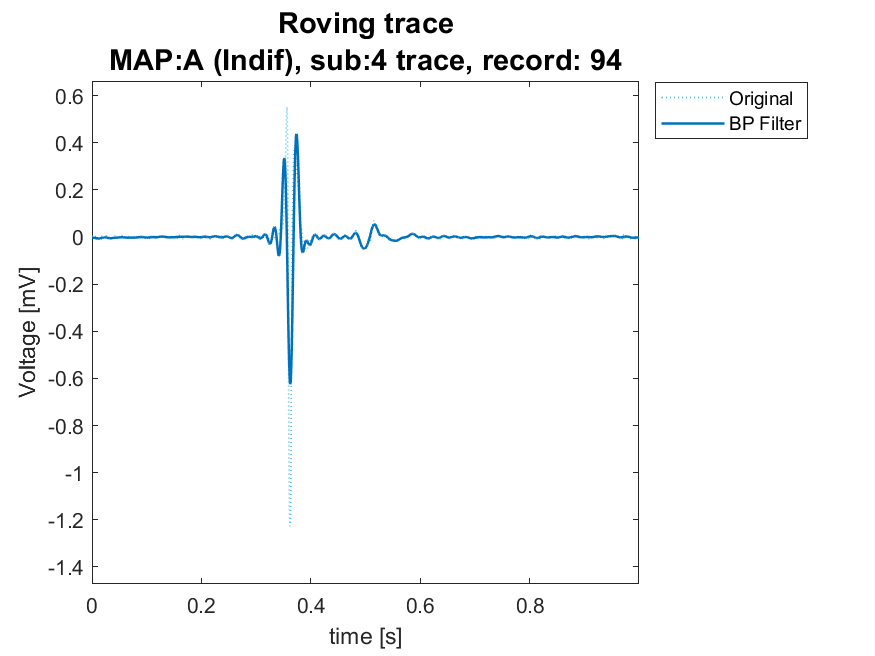 Roving trace
MAP:A (Indif), sub:4 trace, record: 94
Original
BP Filter
0.6
0.4
0.2
0
-0.2
-0.4
-0.6
-0.8
-1
-1.2
-1.4
Voltage [mV]
0 0.2 0.4 0.6 0.8
time [s]